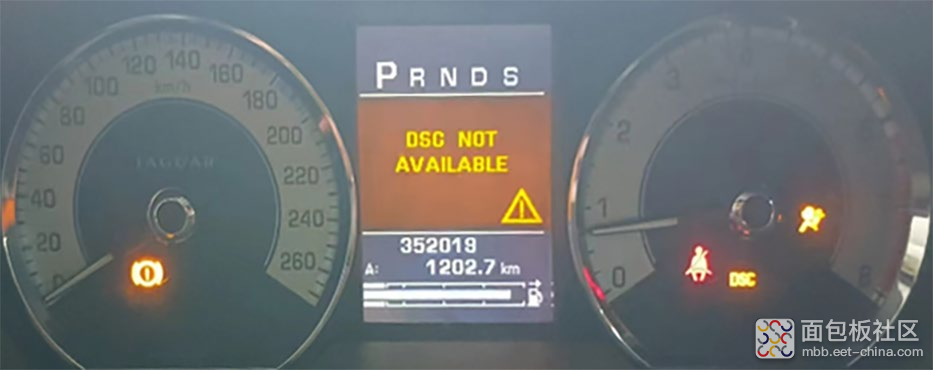 0 20 40 60 80 100 120 140 160 180 200 220 240 260
km/h
JAGUAR
P R N D S
DSC NOT
AVAILABLE
352019
A: 1202.7 km
0 1 2 3
DSC
面包板社区
mbb.eet-china.com